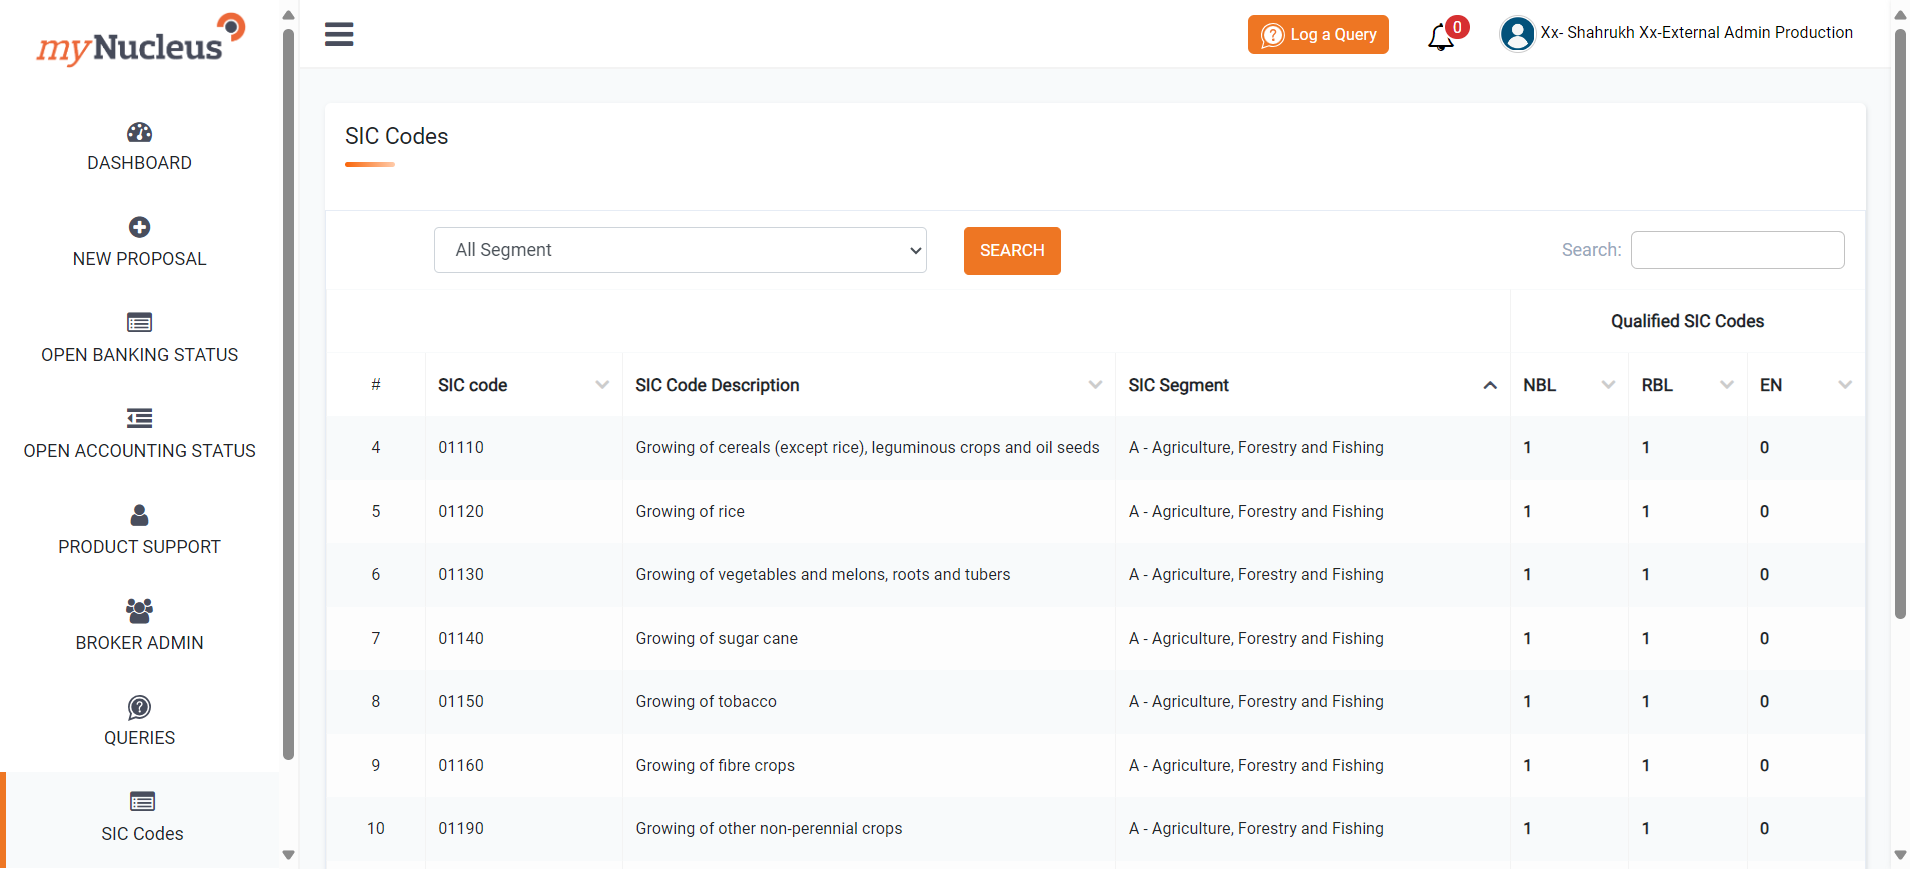 myNucleus
Log a Query
0
Xx- Shahrukh Xx-External Admin Production
DASHBOARD
NEW PROPOSAL
OPEN BANKING STATUS
OPEN ACCOUNTING STATUS
PRODUCT SUPPORT
BROKER ADMIN
QUERIES
SIC Codes
SIC Codes
All Segment SEARCH Search:
Qualified SIC Codes
# SIC code SIC Code Description SIC Segment NBL RBL EN
4 01110 Growing of cereals (except rice), leguminous crops and oil seeds A - Agriculture, Forestry and Fishing 1 1 0
5 01120 Growing of rice A - Agriculture, Forestry and Fishing 1 1 0
6 01130 Growing of vegetables and melons, roots and tubers A - Agriculture, Forestry and Fishing 1 1 0
7 01140 Growing of sugar cane A - Agriculture, Forestry and Fishing 1 1 0
8 01150 Growing of tobacco A - Agriculture, Forestry and Fishing 1 1 0
9 01160 Growing of fibre crops A - Agriculture, Forestry and Fishing 1 1 0
10 01190 Growing of other non-perennial crops A - Agriculture, Forestry and Fishing 1 1 0